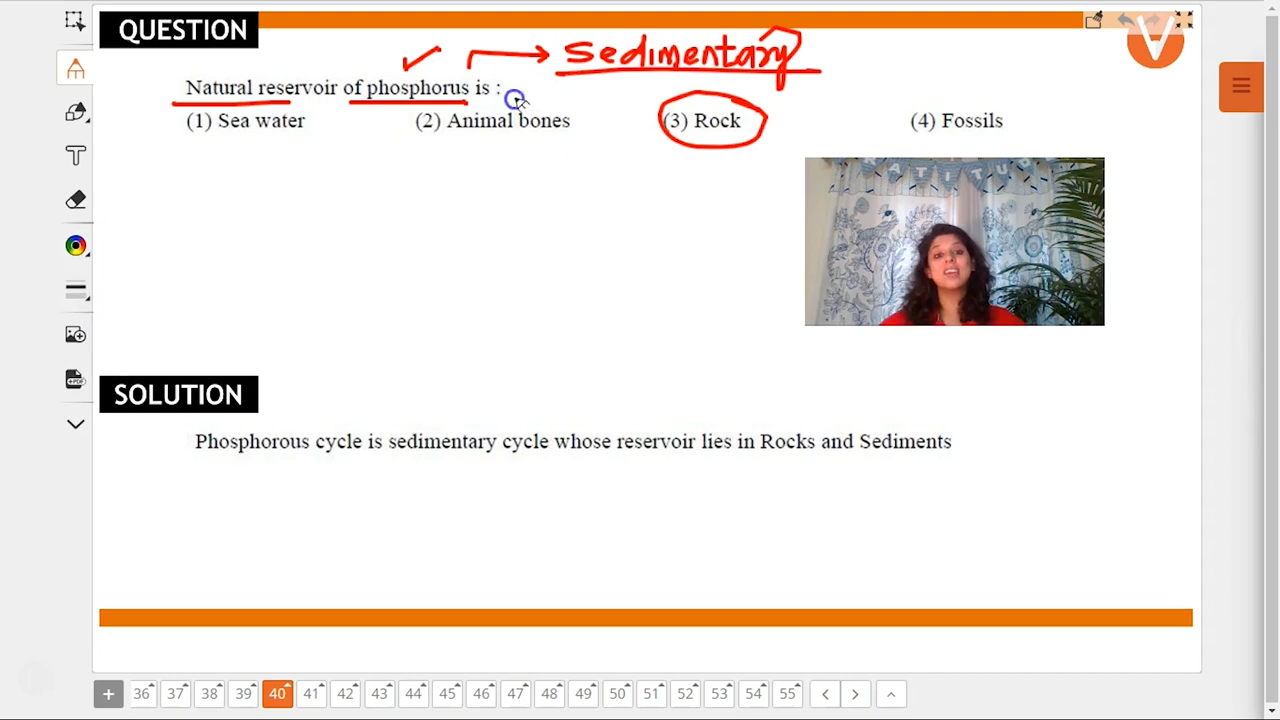 QUESTION
Sedimentary
Natural reservoir of phosphorus is :
(1) Sea water (2) Animal bones (3) Rock (4) Fossils
RATITUD
SOLUTION
Phosphorous cycle is sedimentary cycle whose reservoir lies in Rocks and Sediments
+ 36 37 38 39 40 41 42 43 44 45 46 47 48 49 50 51 52 53 54 55